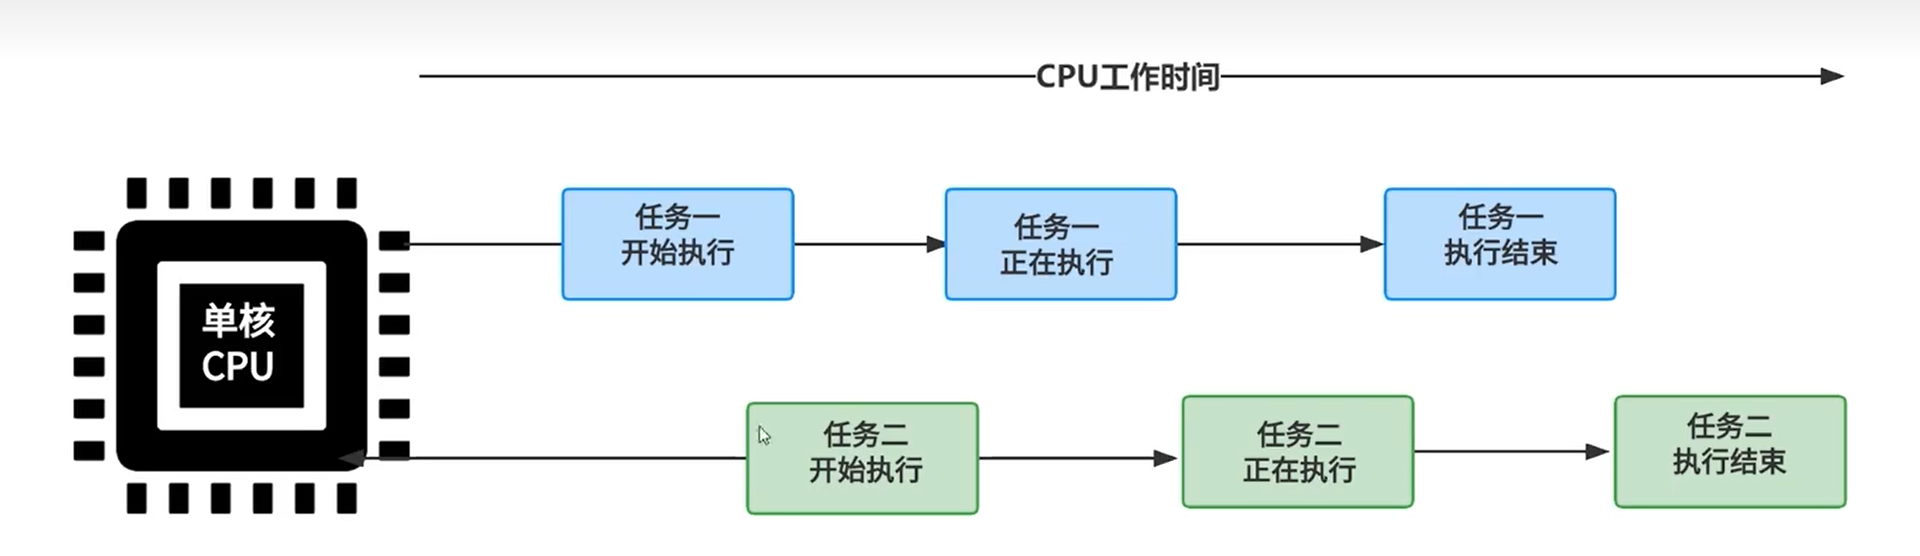 CPU工作时间
单核
CPU
任务一
开始执行
任务一
正在执行
任务一
执行结束
任务二
开始执行
任务二
正在执行
任务二
执行结束